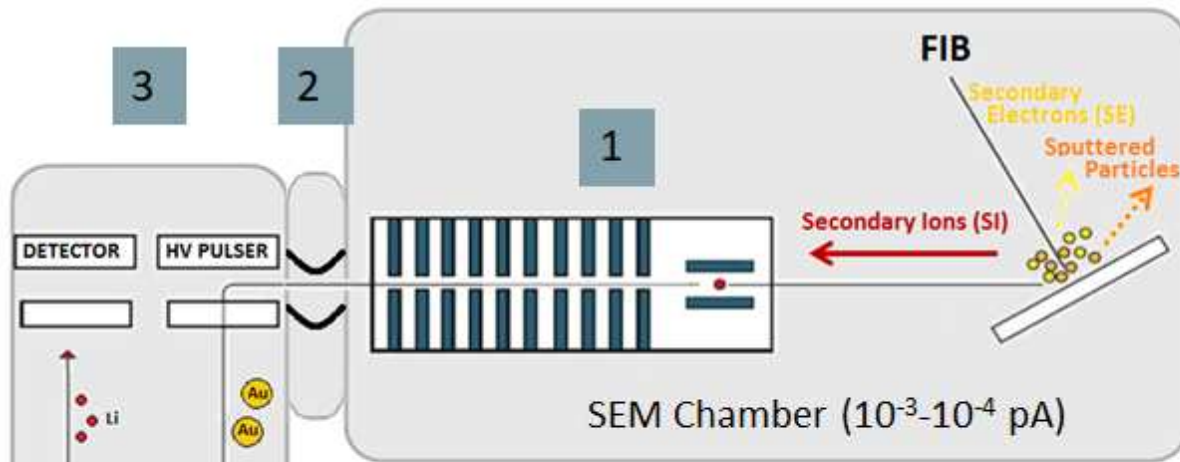 3
2
1
FIB
Secondary
Electrons (SE)
Sputtered
Particles
Secondary Ions (SI)
DETECTOR
HV PULSER
Au
Au
Li
SEM Chamber (10⁻³-10⁻⁴ pA)